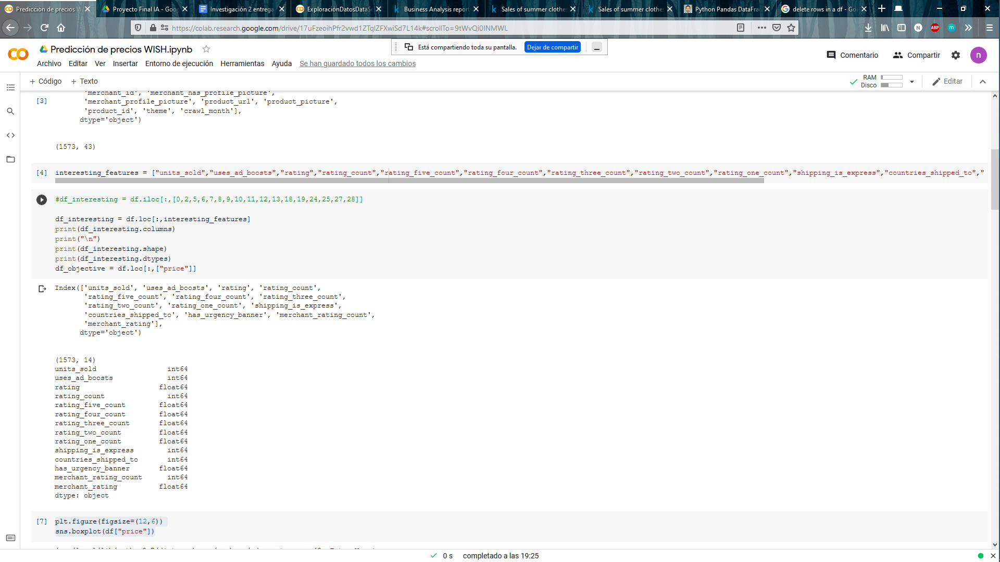 Predicción de precios W
Proyecto Final IA - Goo
Investigación 2 entrega
ExploraciónDatosDataSe
Business Analysis report
Sales of summer clothe
Sales of summer clothe
Python Pandas DataFra
delete rows in a df - Goo
https://colab.research.google.com/drive/17uFzeoihPfr2vwd1ZTqlZFXwiSd7L14k#scrollTo=9tWvQi0INMWL
Está compartiendo toda su pantalla. Dejar de compartir
Predicción de precios WISH.ipynb
Comentario Compartir n
Archivo Editar Ver Insertar Entorno de ejecución Herramientas Ayuda Se han guardado todos los cambios
+ Código + Texto
RAM
Disco
Editar
'merchant_id', 'merchant_has_profile_picture',
[3] 'merchant_profile_picture', 'product_url', 'product_picture',
'product_id', 'theme', 'crawl_month'],
dtype='object')
(1573, 43)
[4] interesting_features = ["units_sold","uses_ad_boosts","rating","rating_count","rating_five_count","rating_four_count","rating_three_count","rating_two_count","rating_one_count","shipping_is_express","countries_shipped_to","
#df_interesting = df.iloc[:,[0,2,5,6,7,8,9,10,11,12,13,18,19,24,25,27,28]]
df_interesting = df.loc[:,interesting_features]
print(df_interesting.columns)
print("\n")
print(df_interesting.shape)
print(df_interesting.dtypes)
df_objective = df.loc[:,["price"]]
Index(['units_sold', 'uses_ad_boosts', 'rating', 'rating_count',
'rating_five_count', 'rating_four_count', 'rating_three_count',
'rating_two_count', 'rating_one_count', 'shipping_is_express',
'countries_shipped_to', 'has_urgency_banner', 'merchant_rating_count',
'merchant_rating'],
dtype='object')
(1573, 14)
units_sold int64
uses_ad_boosts int64
rating float64
rating_count int64
rating_five_count float64
rating_four_count float64
rating_three_count float64
rating_two_count float64
rating_one_count float64
shipping_is_express int64
countries_shipped_to int64
has_urgency_banner float64
merchant_rating_count int64
merchant_rating float64
dtype: object
[7] plt.figure(figsize=(12,6))
sns.boxplot(df["price"])
0 s completado a las 19:25